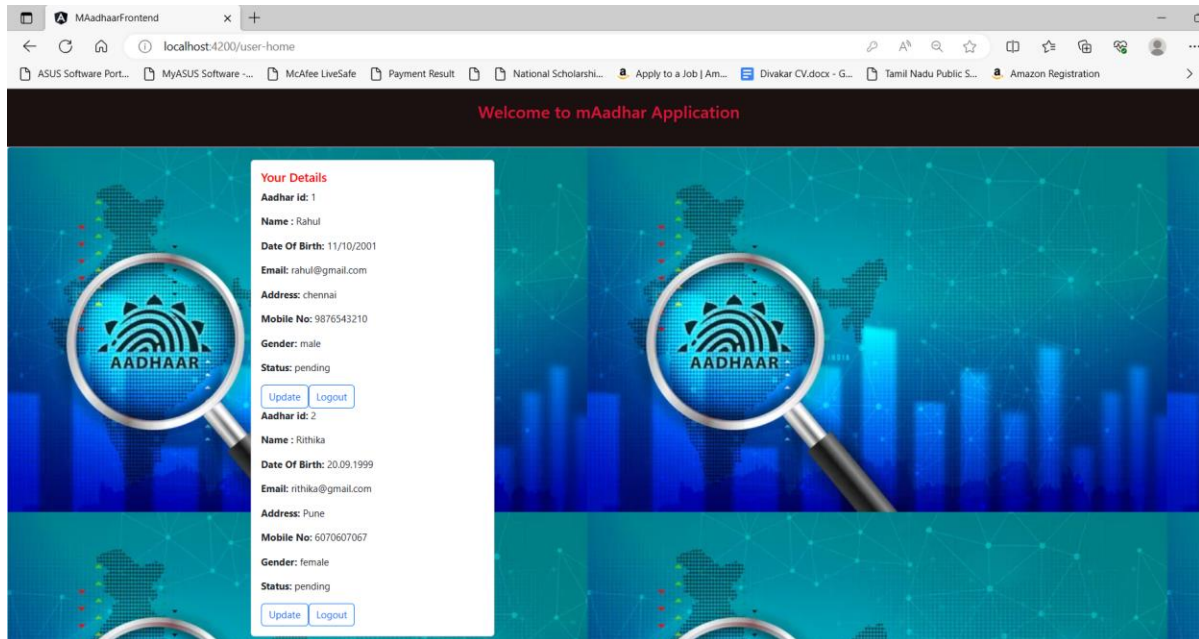 MAadhaarFrontend
localhost:4200/user-home
ASUS Software Port... MyASUS Software -... McAfee LiveSafe Payment Result National Scholarshi... Apply to a Job | Am... Divakar CV.docx - G... Tamil Nadu Public S... Amazon Registration
Welcome to mAadhar Application
Your Details
Aadhar id: 1
Name : Rahul
Date Of Birth: 11/10/2001
Email: rahul@gmail.com
Address: chennai
Mobile No: 9876543210
Gender: male
Status: pending
Update Logout
Aadhar id: 2
Name : Rithika
Date Of Birth: 20.09.1999
Email: rithika@gmail.com
Address: Pune
Mobile No: 6070607067
Gender: female
Status: pending
Update Logout
AADHAAR
AADHAAR
INDIA